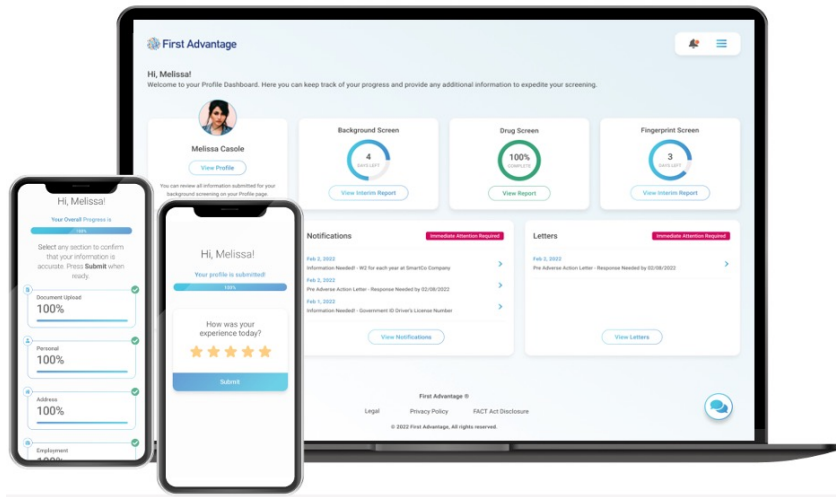 First Advantage
Hi, Melissa!
Welcome to your Profile Dashboard. Here you can keep track of your progress and provide any additional information to expedite your screening.
Melissa Casole
View Profile
You can review all information submitted for your
background screening on your Profile page.
Background Screen
4
DAYS LEFT
View Interim Report
Drug Screen
100%
COMPLETE
View Report
Fingerprint Screen
3
DAYS LEFT
View Interim Report
Notifications
Immediate Attention Required
Feb 2, 2022
Information Needed! - W2 for each year at SmartCo Company
Feb 2, 2022
Pre Adverse Action Letter - Response Needed by 02/08/2022
Feb 1, 2022
Information Needed! - Government ID Driver's License Number
View Notifications
Letters
Immediate Attention Required
Feb 2, 2022
Pre Adverse Action Letter - Response Needed by 02/08/2022
View Letters
First Advantage ®
Legal Privacy Policy FACT Act Disclosure
© 2022 First Advantage, All rights reserved.
Hi, Melissa!
Your Overall Progress is
100%
Select any section to confirm
that your information is
accurate. Press Submit when
ready.
Document Upload
100%
Personal
100%
Address
100%
Employment
100%
Hi, Melissa!
Your profile is submitted!
100%
How was your
experience today?
Submit